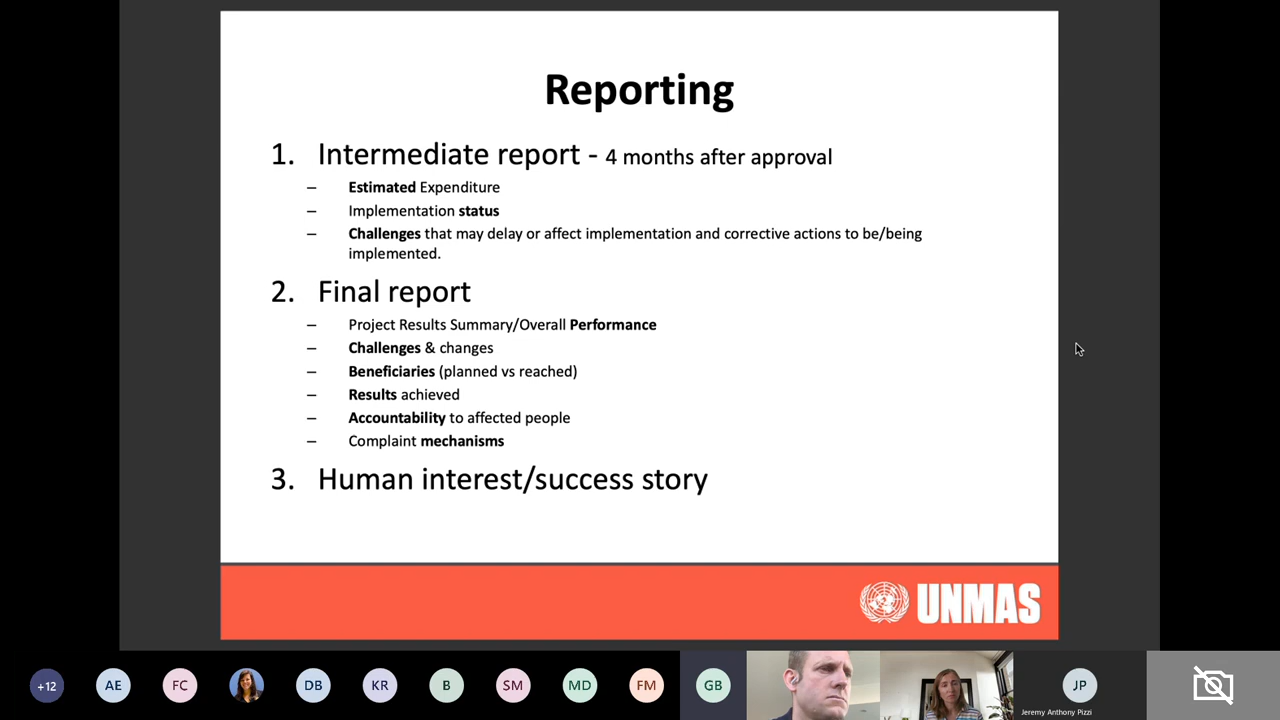 Reporting
1. Intermediate report - 4 months after approval
– Estimated Expenditure
– Implementation status
– Challenges that may delay or affect implementation and corrective actions to be/being
implemented.
2. Final report
– Project Results Summary/Overall Performance
– Challenges & changes
– Beneficiaries (planned vs reached)
– Results achieved
– Accountability to affected people
– Complaint mechanisms
3. Human interest/success story
UNMAS
+12 AE FC DB KR B SM MD FM GB JP
Jeremy Anthony Pizzi